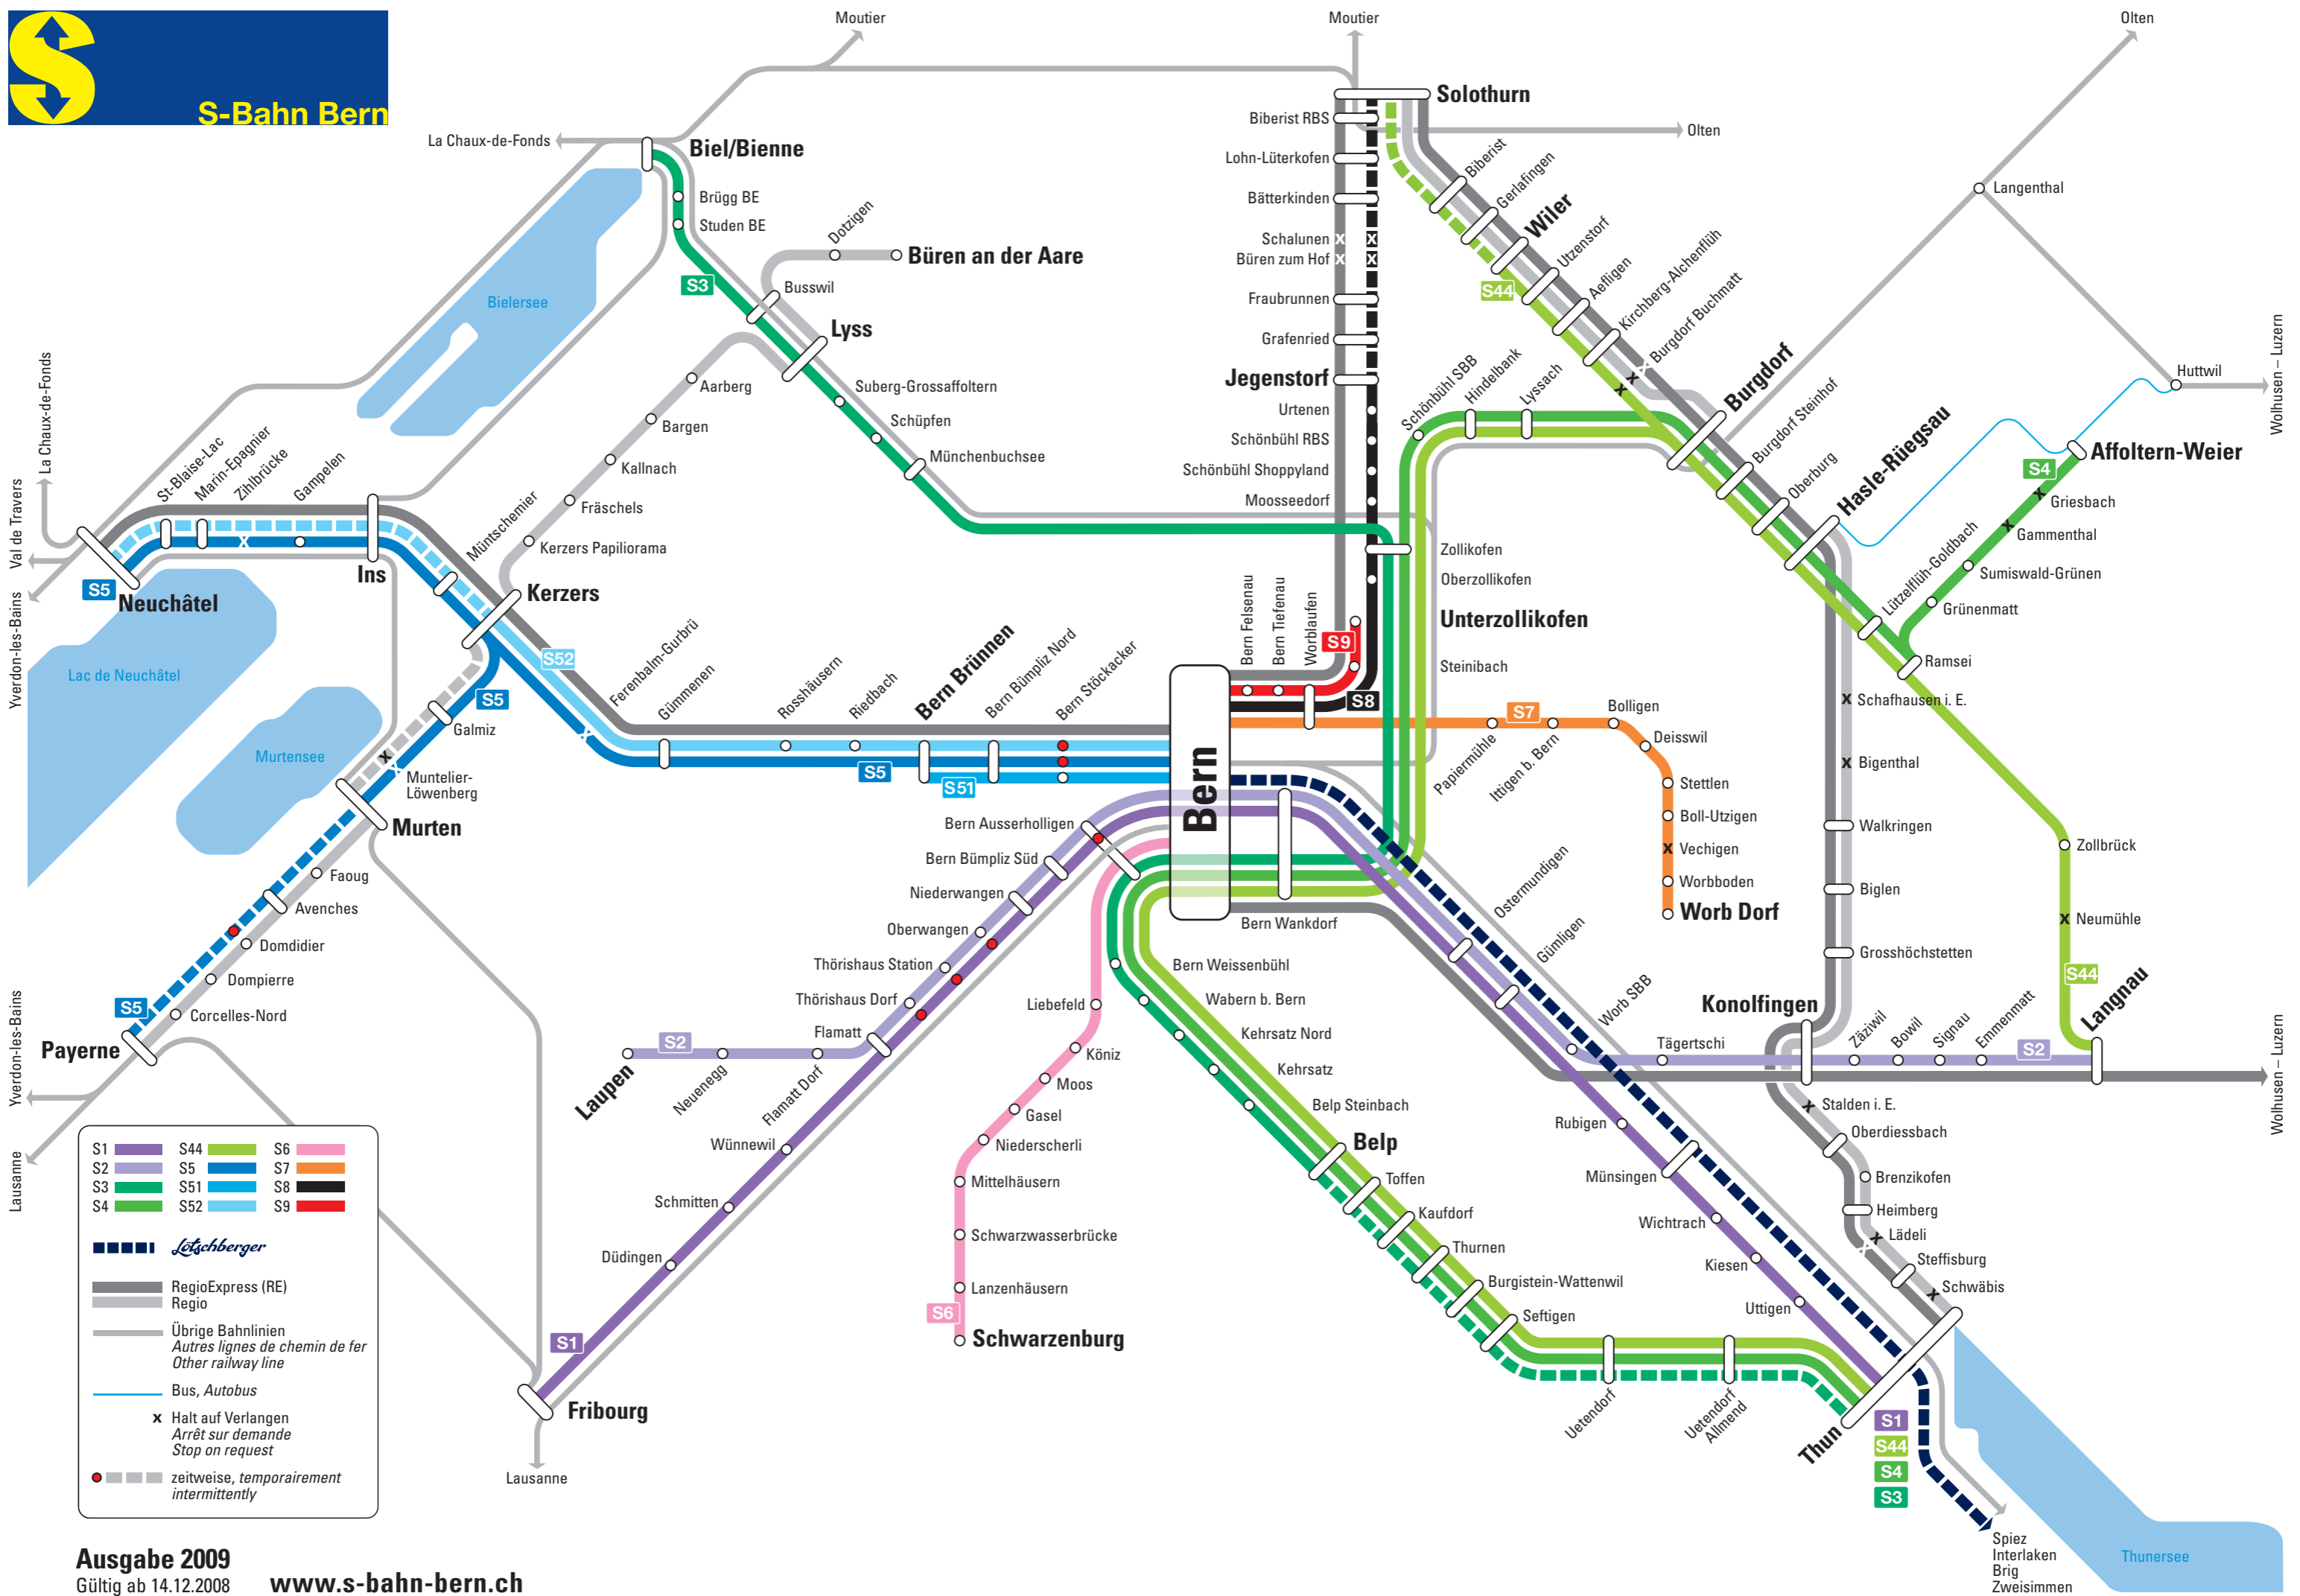 S-Bahn Bern
Moutier
Moutier
Olten
La Chaux-de-Fonds
Biel/Bienne
Brügg BE
Studen BE
S3
Dotzigen
Büren an der Aare
Busswil
Lyss
Suberg-Grossaffoltern
Schüpfen
Münchenbuchsee
Aarberg
Bargen
Kallnach
Fräschels
Kerzers Papiliorama
Bielersee
Solothurn
Olten
Biberist RBS
Lohn-Lüterkofen
Bätterkinden
Schalunen
x
x
Büren zum Hof
x
x
Fraubrunnen
Grafenried
Jegenstorf
Urtenen
Schönbühl RBS
Schönbühl Shoppyland
Moosseedorf
Zollikofen
Oberzollikofen
Unterzollikofen
Steinibach
Biberist
Gerlafingen
Wiler
Utzenstorf
Aefligen
Kirchberg-Alchenflüh
Burgdorf Buchmatt
x
x
x
S44
Burgdorf
Schönbühl SBB
Hindelbank
Lyssach
Burgdorf Steinhof
Oberburg
Hasle-Rüegsau
Langenthal
Huttwil
Wolhusen – Luzern
Affoltern-Weier
S4
x
Griesbach
x
Gammenthal
Sumiswald-Grünen
Grünenmatt
Lützelflüh-Goldbach
Ramsei
x
Schafhausen i. E.
x
Bigenthal
Walkringen
Biglen
Grosshöchstetten
Konolfingen
Zollbrück
x
Neumühle
S44
Langnau
La Chaux-de-Fonds
Val de Travers
Yverdon-les-Bains
St-Blaise-Lac
Marin-Epagnier
Zihlbrücke
x
Gampelen
Ins
Müntschemier
Kerzers
S5
Neuchâtel
Lac de Neuchâtel
Murtensee
S52
S5
Galmiz
x
x
Muntelier-
Löwenberg
Murten
Ferenbalm-Gurbrü
x
Gümmenen
Rosshäusern
Riedbach
Bern Brünnen
Bern Bümpliz Nord
Bern Stöckacker
S5
S51
Bern Felsenau
Bern Tiefenau
Worblaufen
S9
S8
Bern
S7
Papiermühle
Ittigen b. Bern
Bolligen
Deisswil
Stettlen
Boll-Utzigen
x
Vechigen
Worbboden
Worb Dorf
Bern Wankdorf
Ostermundigen
Gümligen
Worb SBB
Tägertschi
Zäziwil
Bowil
Signau
Emmenmatt
S2
Wolhusen – Luzern
Bern Ausserholligen
Bern Bümpliz Süd
Niederwangen
Oberwangen
Thörishaus Station
Thörishaus Dorf
Flamatt
S2
Laupen
Neuenegg
Flamatt Dorf
Wünnewil
Schmitten
Düdingen
S1
Fribourg
Lausanne
Faoug
Avenches
Domdidier
Dompierre
Corcelles-Nord
S5
Payerne
Yverdon-les-Bains
Lausanne
Liebefeld
Köniz
Moos
Gasel
Niederscherli
Mittelhäusern
Schwarzwasserbrücke
Lanzenhäusern
S6
Schwarzenburg
Bern Weissenbühl
Wabern b. Bern
Kehrsatz Nord
Kehrsatz
Belp Steinbach
Belp
Toffen
Kaufdorf
Thurnen
Burgistein-Wattenwil
Seftigen
Uetendorf
Uetendorf
Allmend
Rubigen
Münsingen
Wichtrach
Kiesen
Uttigen
x
Stalden i. E.
Oberdiessbach
Brenzikofen
Heimberg
x
x
Lädeli
Steffisburg
x
Schwäbis
Thun
S1
S44
S4
S3
Spiez
Interlaken
Brig
Zweisimmen
Thunersee
S1
S44
S6
S2
S5
S7
S3
S51
S8
S4
S52
S9
Lötschberger
RegioExpress (RE)
Regio
Übrige Bahnlinien
Autres lignes de chemin de fer
Other railway line
Bus, Autobus
x Halt auf Verlangen
Arrêt sur demande
Stop on request
zeitweise, temporairement
intermittently
Ausgabe 2009
Gültig ab 14.12.2008
www.s-bahn-bern.ch